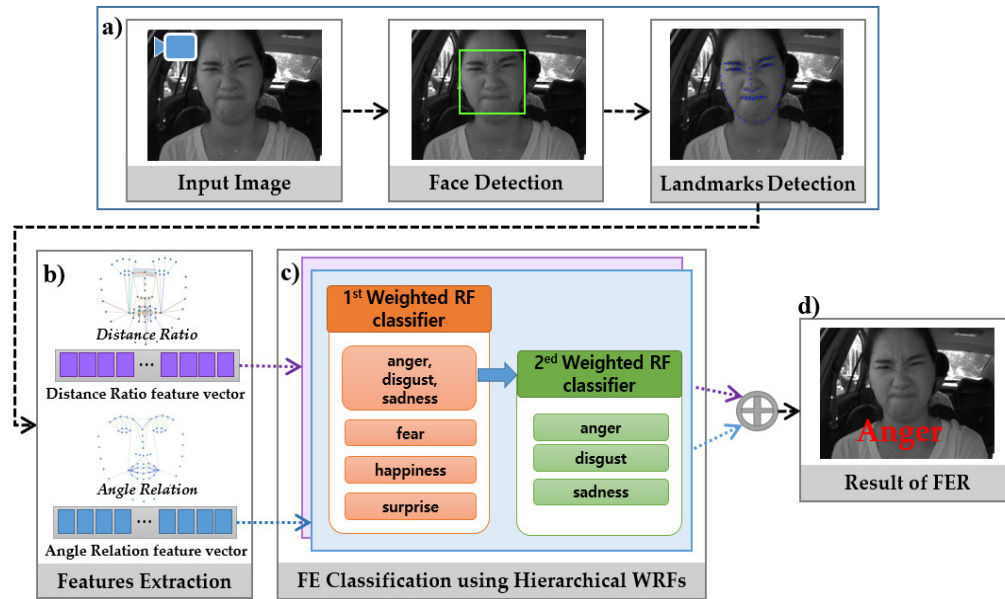 a)
Input Image
Face Detection
Landmarks Detection
b)
Distance Ratio
...
Distance Ratio feature vector
Angle Relation
...
Angle Relation feature vector
Features Extraction
c)
1st Weighted RF
classifier
anger,
disgust,
sadness
fear
happiness
surprise
2ed Weighted RF
classifier
anger
disgust
sadness
FE Classification using Hierarchical WRFs
d)
Anger
Result of FER